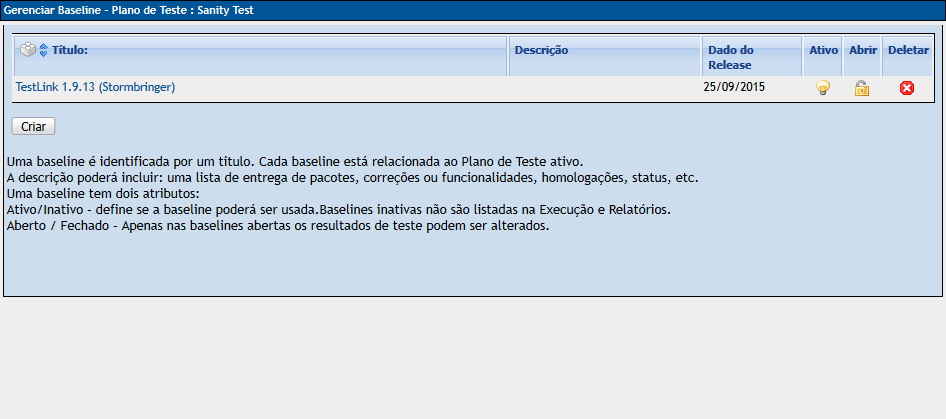 Gerenciar Baseline - Plano de Teste : Sanity Test
Título: Descrição Dado do Release Ativo Abrir Deletar
TestLink 1.9.13 (Stormbringer) 25/09/2015
Criar
Uma baseline é identificada por um titulo. Cada baseline está relacionada ao Plano de Teste ativo.
A descrição poderá incluir: uma lista de entrega de pacotes, correções ou funcionalidades, homologações, status, etc.
Uma baseline tem dois atributos:
Ativo/Inativo - define se a baseline poderá ser usada.Baselines inativas não são listadas na Execução e Relatórios.
Aberto / Fechado - Apenas nas baselines abertas os resultados de teste podem ser alterados.